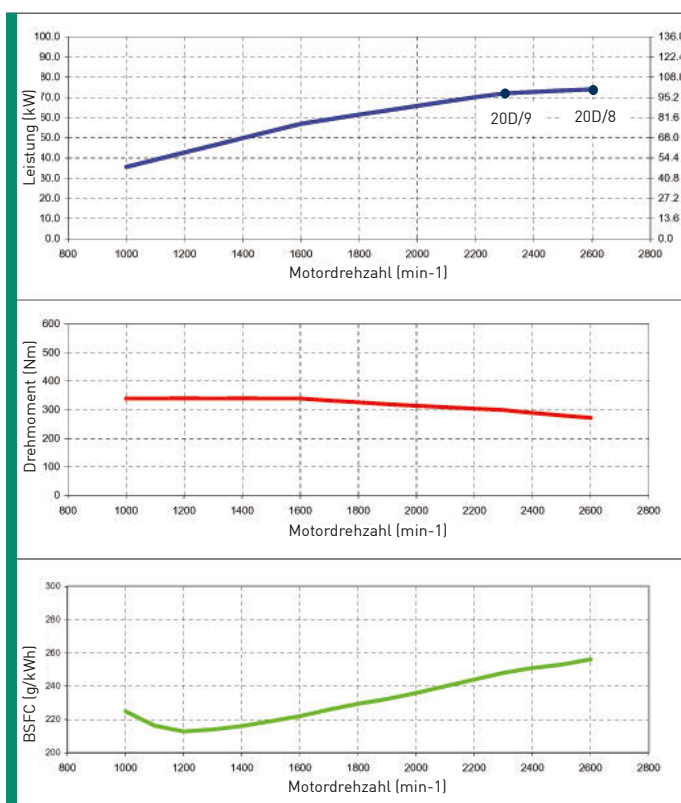 100.0 136.0
90.0 122.4
80.0 108.8
70.0 95.2
60.0 81.6
50.0 68.0
40.0 54.4
30.0 40.8
20.0 27.2
10.0 13.6
0.0 0.0
Leistung (kW)
20D/9 20D/8
800 1000 1200 1400 1600 1800 2000 2200 2400 2600 2800
Motordrehzahl (min-1)
600
500
400
300
200
100
0
Drehmoment (Nm)
800 1000 1200 1400 1600 1800 2000 2200 2400 2600 2800
Motordrehzahl (min-1)
300
280
260
240
220
200
BSFC (g/kWh)
800 1000 1200 1400 1600 1800 2000 2200 2400 2600 2800
Motordrehzahl (min-1)